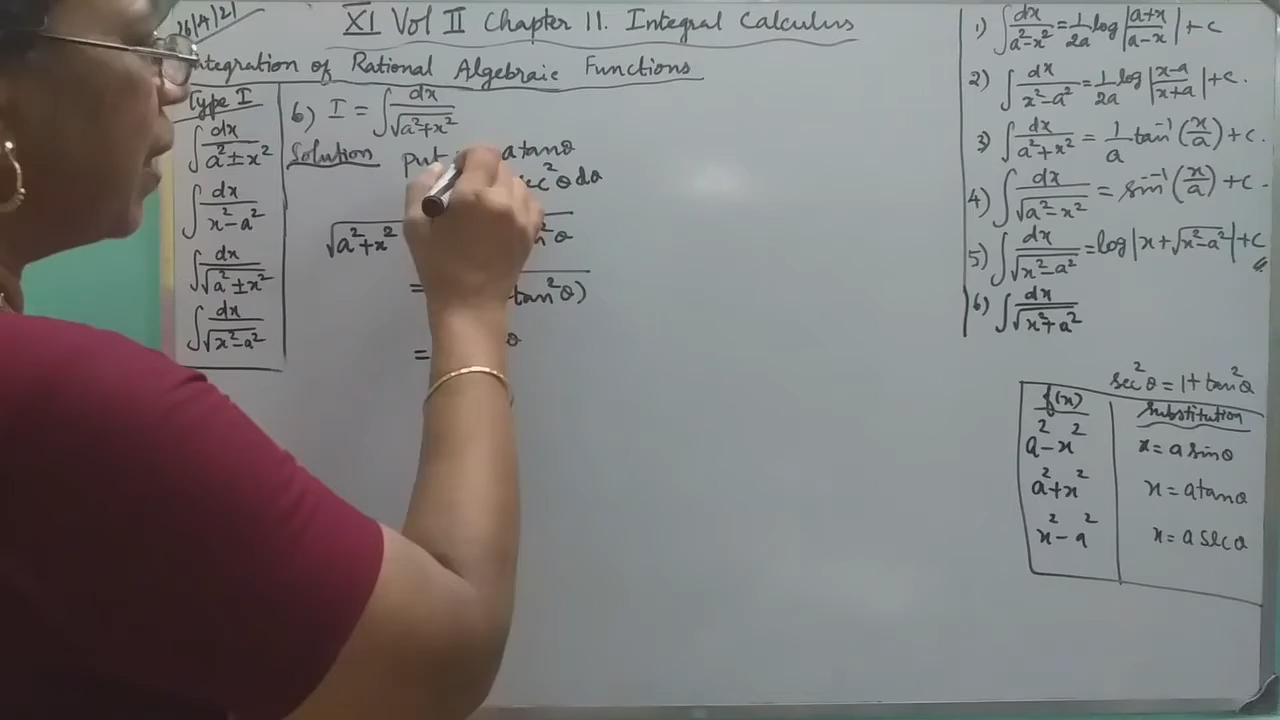 26/4/21
XI Vol II Chapter 11. Integral Calculus
Integration of Rational Algebraic Functions
Type I
∫ dx/(a²±x²)
∫ dx/(x²-a²)
∫ dx/√(a²±x²)
∫ dx/√(x²-a²)
6) I = ∫ dx/√(a²+x²)
Solution put a tanθ
sec²θ dθ
√(a²+x²) n²θ
= tan²θ)
= θ
1) ∫ dx/(a²-x²) = 1/2a log |(a+x)/(a-x)| + c
2) ∫ dx/(x²-a²) = 1/2a log |(x-a)/(x+a)| + c.
3) ∫ dx/(a²+x²) = 1/a tan⁻¹(x/a) + c.
4) ∫ dx/√(a²-x²) = sin⁻¹(x/a) + c.
5) ∫ dx/√(x²-a²) = log |x+√(x²-a²)| + c
6) ∫ dx/√(x²+a²)
sec²θ = 1+tan²θ
f(x) Substitution
a²-x² x = a sinθ
a²+x² x = a tanθ
x²-a² x = a secθ